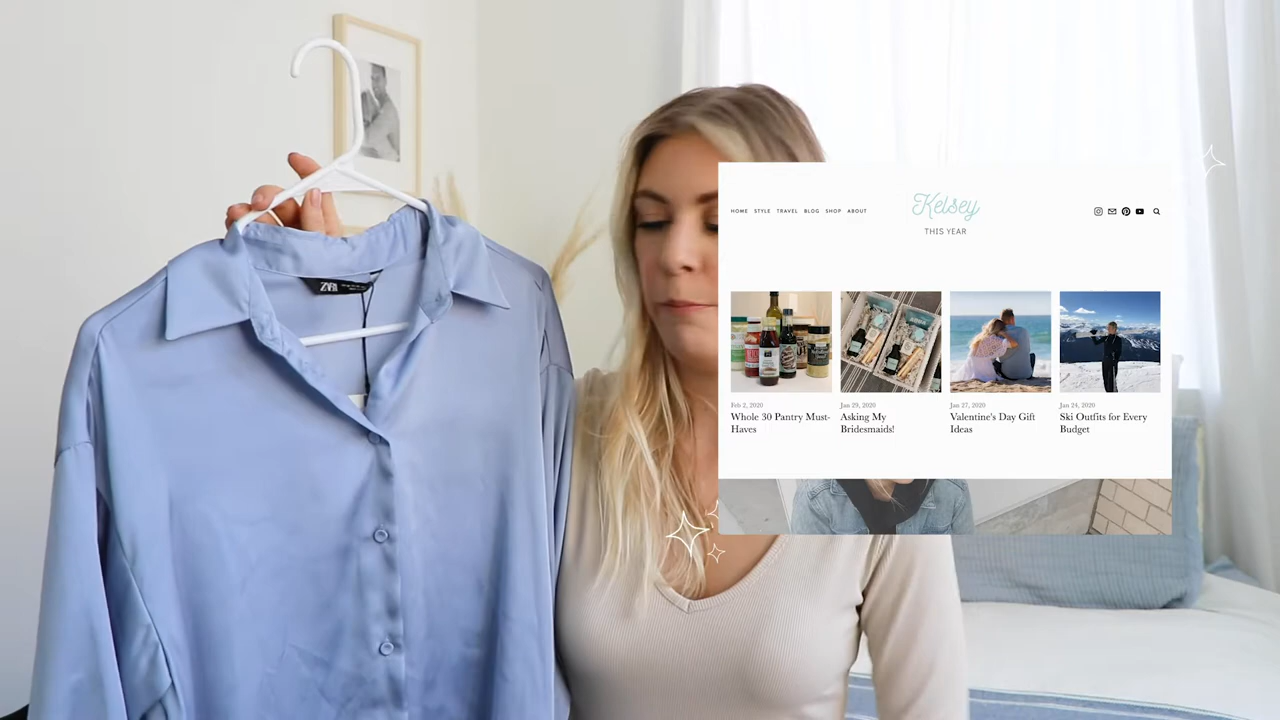 ZARA
HOME STYLE TRAVEL BLOG SHOP ABOUT
Kelsey
THIS YEAR
Feb 2, 2020
Whole 30 Pantry Must-
Haves
Jan 29, 2020
Asking My
Bridesmaids!
Jan 27, 2020
Valentine's Day Gift
Ideas
Jan 24, 2020
Ski Outfits for Every
Budget